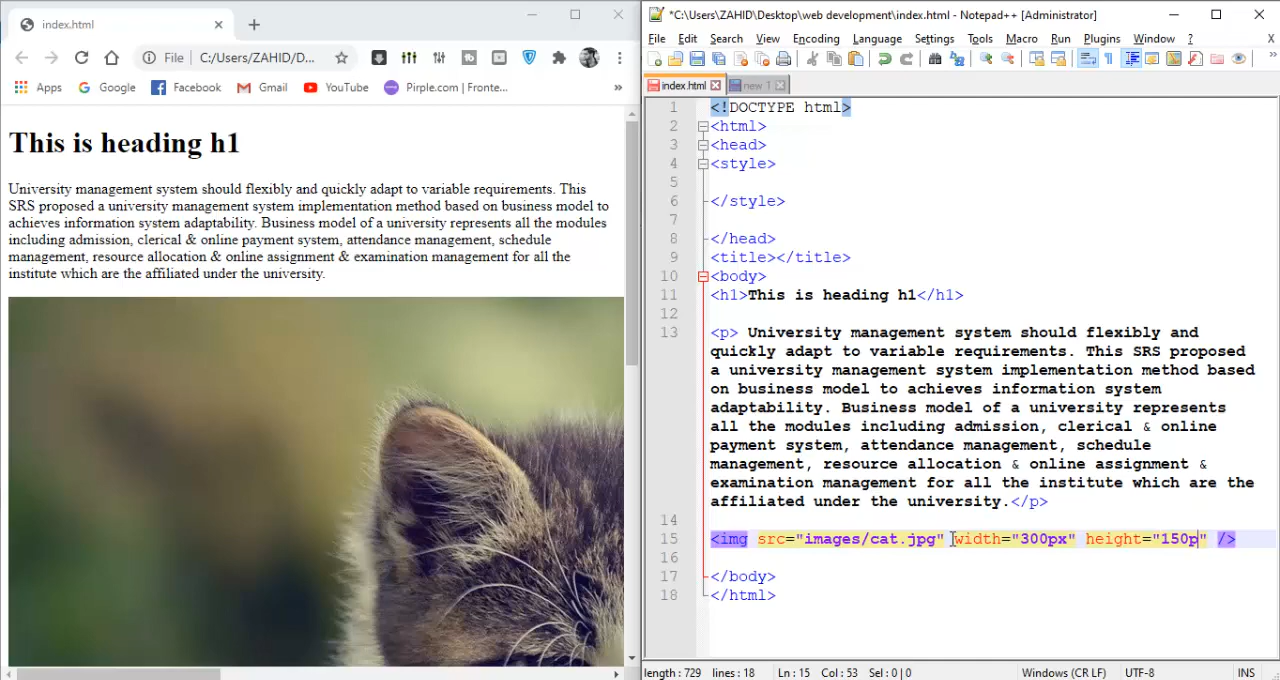 index.html
File
C:/Users/ZAHID/D...
Apps
Google
Facebook
Gmail
YouTube
Pirple.com | Fronte...
»
This is heading h1
University management system should flexibly and quickly adapt to variable requirements. This
SRS proposed a university management system implementation method based on business model to
achieves information system adaptability. Business model of a university represents all the modules
including admission, clerical & online payment system, attendance management, schedule
management, resource allocation & online assignment & examination management for all the
institute which are the affiliated under the university.
*C:\Users\ZAHID\Desktop\web development\index.html - Notepad++ [Administrator]
File Edit Search View Encoding Language Settings Tools Macro Run Plugins Window ? X
index.html new 1
1 <!DOCTYPE html>
2 <html>
3 <head>
4 <style>
5
6 </style>
7
8 </head>
9 <title></title>
10 <body>
11 <h1>This is heading h1</h1>
12
13 <p> University management system should flexibly and
quickly adapt to variable requirements. This SRS proposed
a university management system implementation method based
on business model to achieves information system
adaptability. Business model of a university represents
all the modules including admission, clerical & online
payment system, attendance management, schedule
management, resource allocation & online assignment &
examination management for all the institute which are the
affiliated under the university.</p>
14
15 <img src="images/cat.jpg" width="300px" height="150p" />
16
17 </body>
18 </html>
length : 729 lines : 18 Ln : 15 Col : 53 Sel : 0 | 0 Windows (CR LF) UTF-8 INS